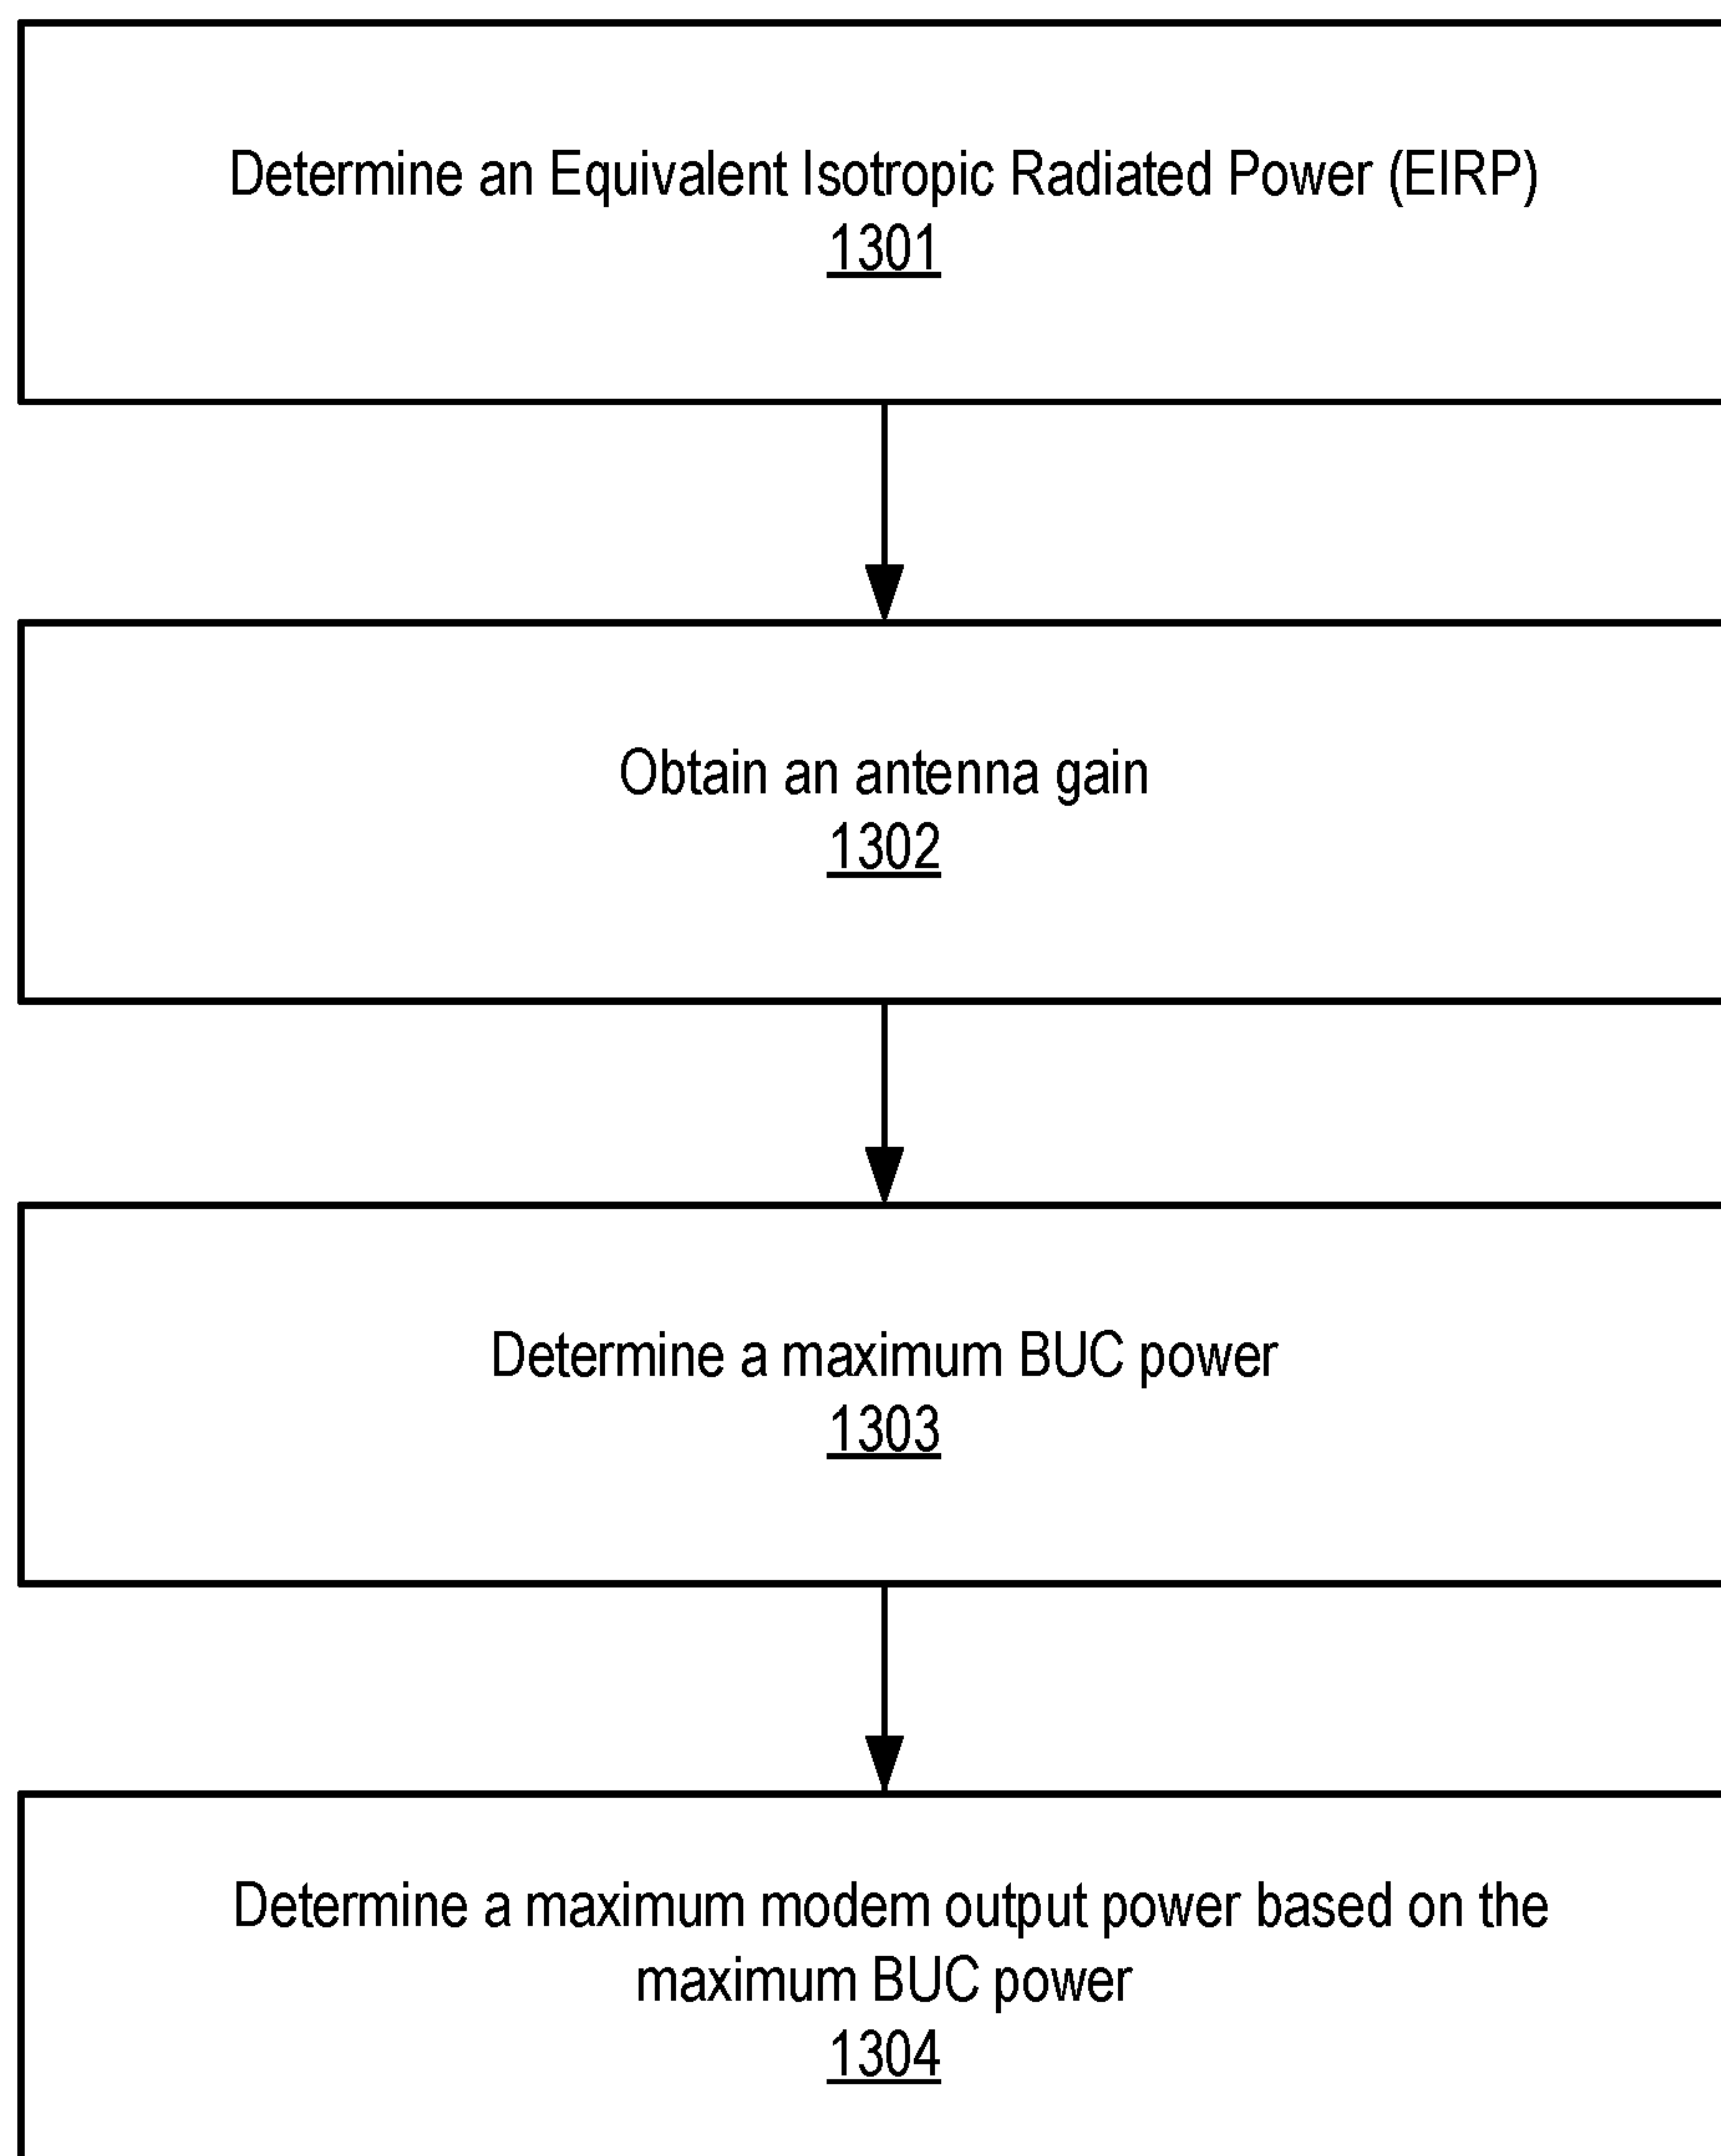 Determine an Equivalent Isotropic Radiated Power (EIRP)
1301
Obtain an antenna gain
1302
Determine a maximum BUC power
1303
Determine a maximum modem output power based on the
maximum BUC power
1304